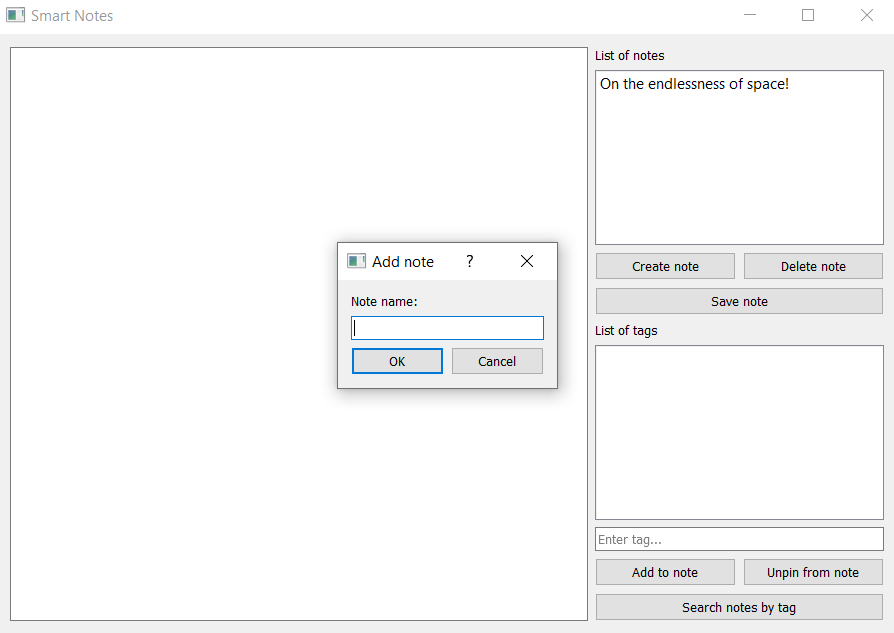 Smart Notes
List of notes
On the endlessness of space!
Add note ?
Note name:
OK Cancel
Create note Delete note
Save note
List of tags
Enter tag...
Add to note Unpin from note
Search notes by tag